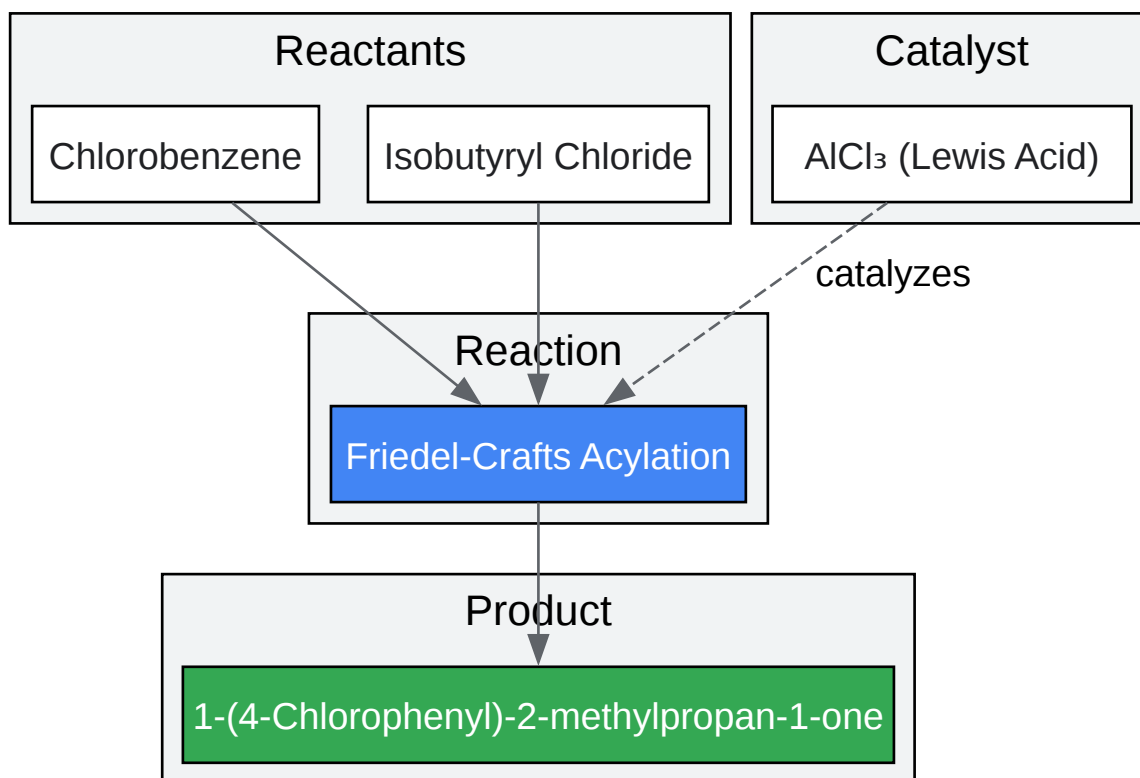 Reactants
Catalyst
Chlorobenzene
Isobutyryl Chloride
AlCl₃ (Lewis Acid)
catalyzes
Reaction
Friedel-Crafts Acylation
Product
1-(4-Chlorophenyl)-2-methylpropan-1-one